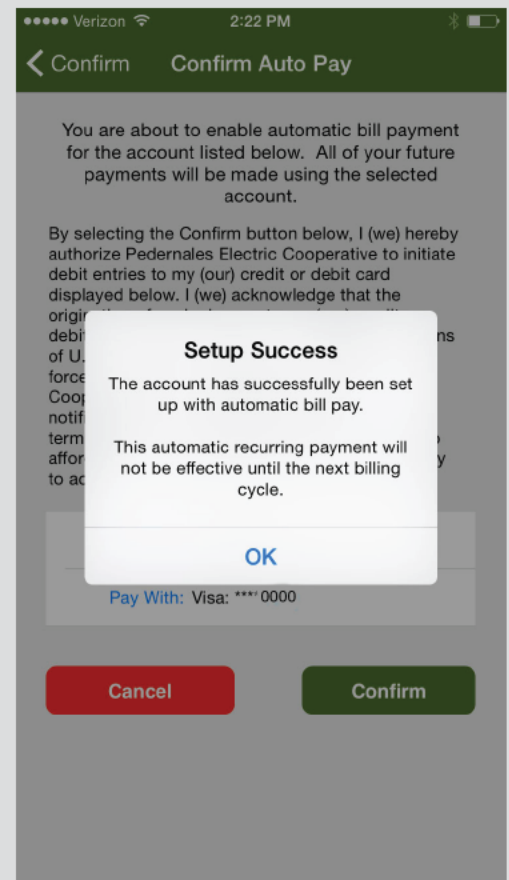 Verizon 2:22 PM
Confirm Confirm Auto Pay
You are about to enable automatic bill payment
for the account listed below. All of your future
payments will be made using the selected
account.
By selecting the Confirm button below, I (we) hereby
authorize Pedernales Electric Cooperative to initiate
debit entries to my (our) credit or debit card
displayed below. I (we) acknowledge that the
of U.
to
Setup Success
The account has successfully been set
up with automatic bill pay.
This automatic recurring payment will
not be effective until the next billing
cycle.
OK
Pay With: Visa: **** 0000
Cancel Confirm